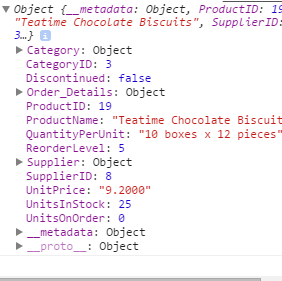 Object {__metadata: Object, ProductID: 19
"Teatime Chocolate Biscuits", SupplierID:
3…} i
Category: Object
CategoryID: 3
Discontinued: false
Order_Details: Object
ProductID: 19
ProductName: "Teatime Chocolate Biscuit
QuantityPerUnit: "10 boxes x 12 pieces"
ReorderLevel: 5
Supplier: Object
SupplierID: 8
UnitPrice: "9.2000"
UnitsInStock: 25
UnitsOnOrder: 0
__metadata: Object
__proto__: Object